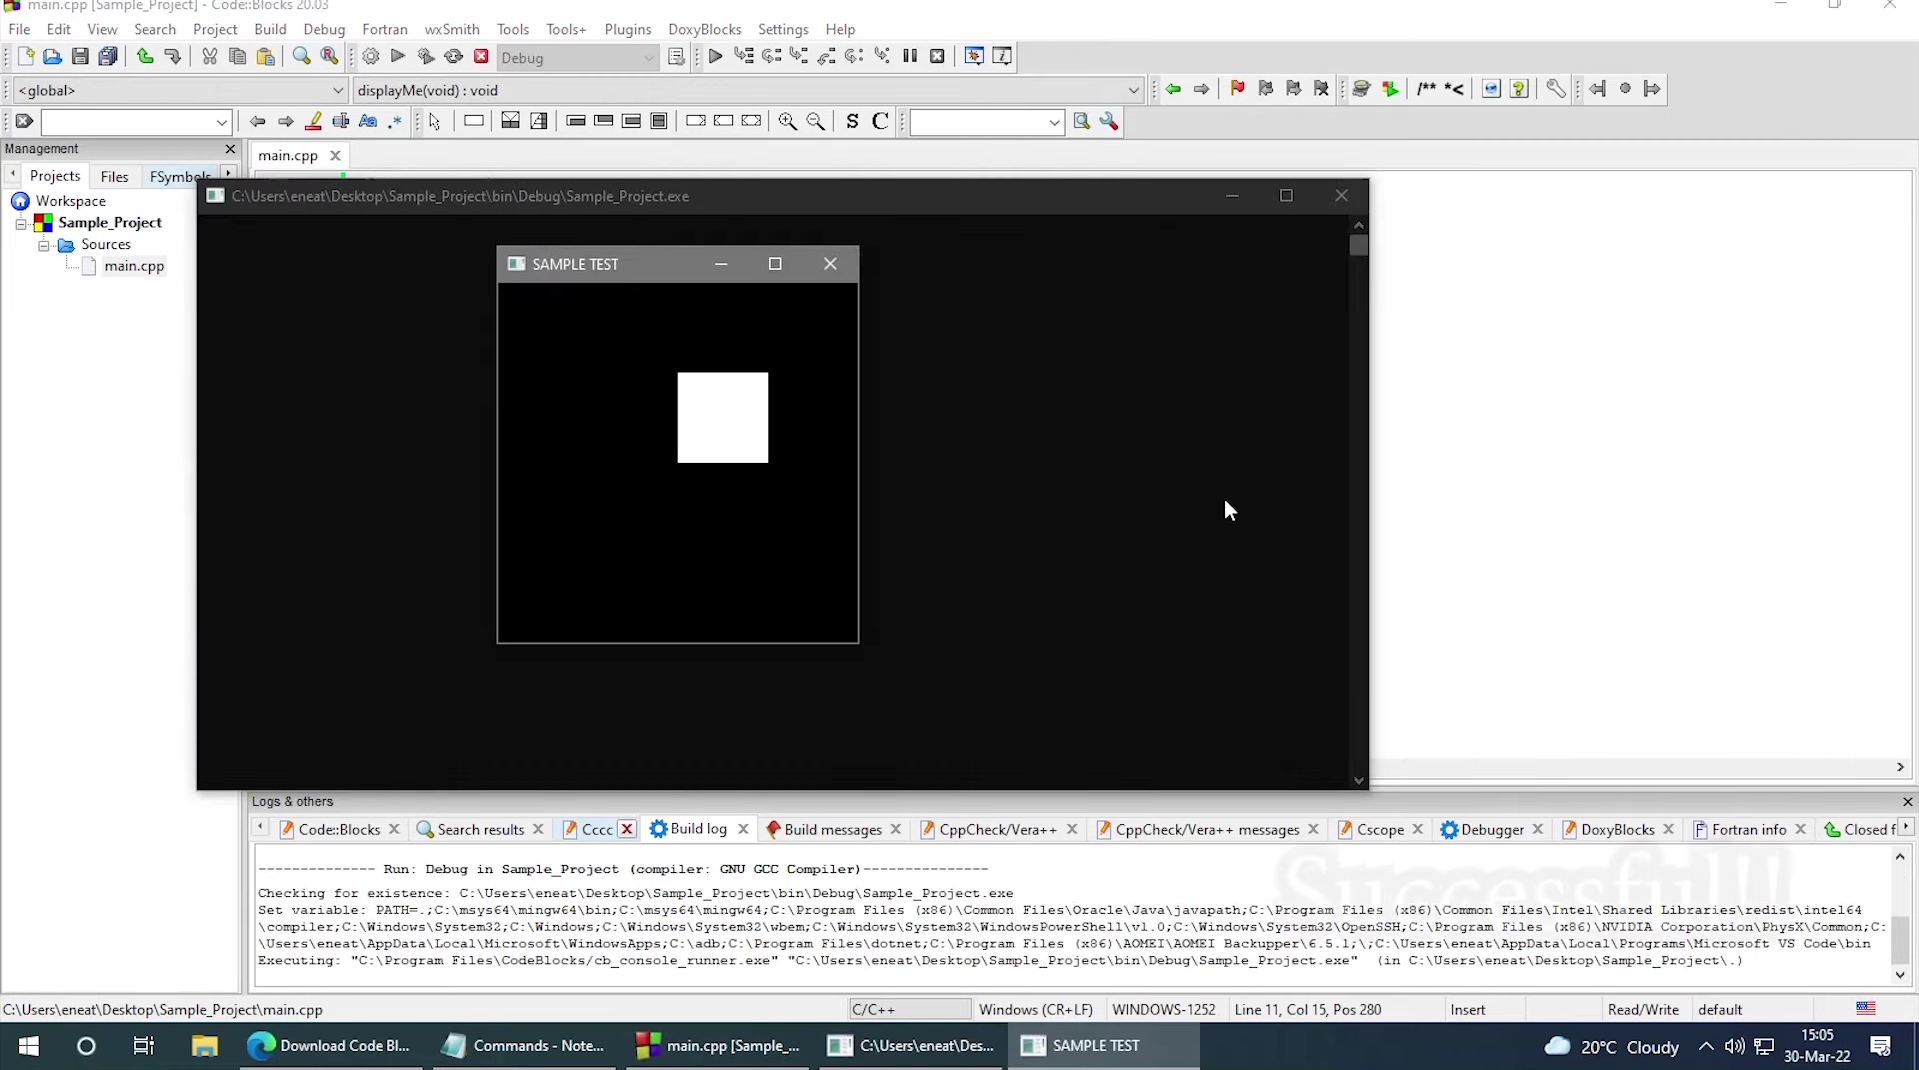 main.cpp [Sample_Project] - Code::Blocks 20.03
File Edit View Search Project Build Debug Fortran wxSmith Tools Tools+ Plugins DoxyBlocks Settings Help
Debug
<global> displayMe(void) : void
/** *<
Aa .* S C
Management
main.cpp
Projects Files FSymbols
Workspace
Sample_Project
Sources
main.cpp
C:\Users\eneat\Desktop\Sample_Project\bin\Debug\Sample_Project.exe
SAMPLE TEST
Logs & others
Code::Blocks Search results Cccc Build log Build messages CppCheck/Vera++ CppCheck/Vera++ messages Cscope Debugger DoxyBlocks Fortran info Closed f
Successful!!!
-------------- Run: Debug in Sample_Project (compiler: GNU GCC Compiler)---------------
Checking for existence: C:\Users\eneat\Desktop\Sample_Project\bin\Debug\Sample_Project.exe
Set variable: PATH=.;C:\msys64\mingw64\bin;C:\msys64\mingw64;C:\Program Files (x86)\Common Files\Oracle\Java\javapath;C:\Program Files (x86)\Common Files\Intel\Shared Libraries\redist\intel64
\compiler;C:\Windows\System32;C:\Windows;C:\Windows\System32\wbem;C:\Windows\System32\WindowsPowerShell\v1.0;C:\Windows\System32\OpenSSH;C:\Program Files (x86)\NVIDIA Corporation\PhysX\Common;C:
\Users\eneat\AppData\Local\Microsoft\WindowsApps;C:\adb;C:\Program Files\dotnet;C:\Program Files (x86)\AOMEI\AOMEI Backupper\6.5.1;\;C:\Users\eneat\AppData\Local\Programs\Microsoft VS Code\bin
Executing: "C:\Program Files\CodeBlocks/cb_console_runner.exe" "C:\Users\eneat\Desktop\Sample_Project\bin\Debug\Sample_Project.exe" (in C:\Users\eneat\Desktop\Sample_Project\.)
C:\Users\eneat\Desktop\Sample_Project\main.cpp C/C++ Windows (CR+LF) WINDOWS-1252 Line 11, Col 15, Pos 280 Insert Read/Write default
Download Code Bl... Commands - Note... main.cpp [Sample_... C:\Users\eneat\Des... SAMPLE TEST 20°C Cloudy 15:05
30-Mar-22